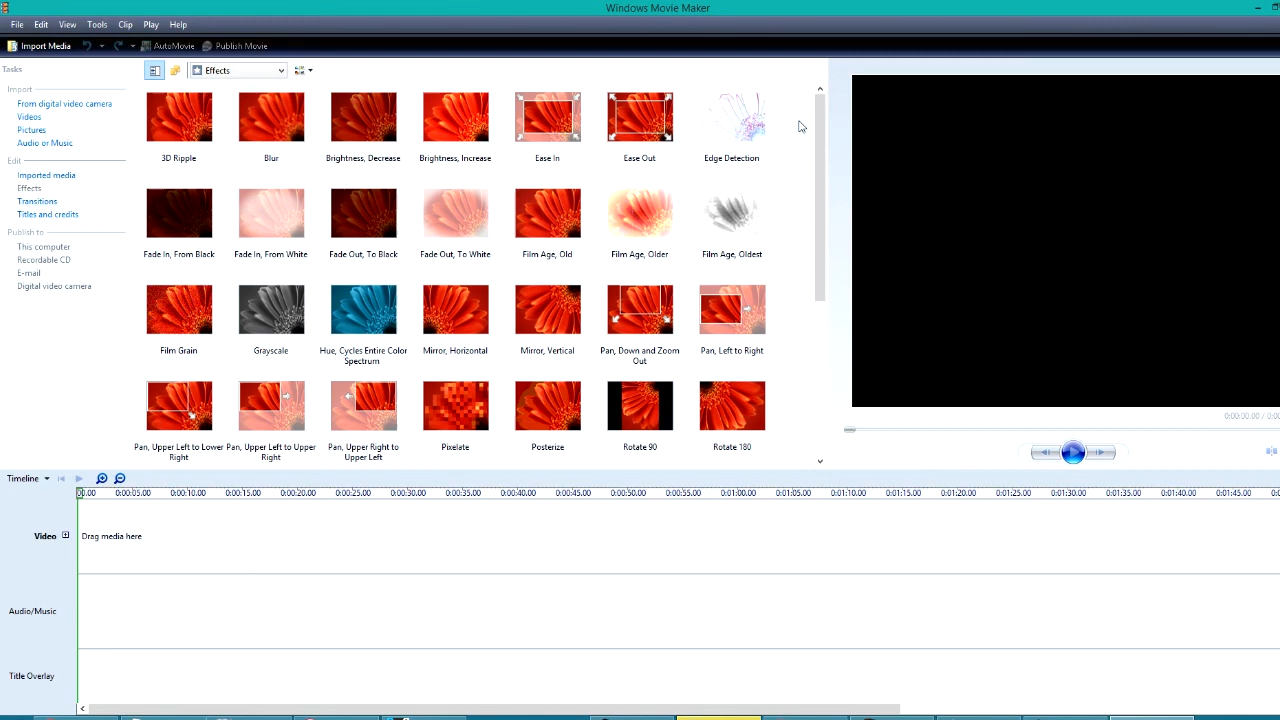 Windows Movie Maker
File Edit View Tools Clip Play Help
Import Media AutoMovie Publish Movie
Tasks
Import
From digital video camera
Videos
Pictures
Audio or Music
Edit
Imported media
Effects
Transitions
Titles and credits
Publish to
This computer
Recordable CD
E-mail
Digital video camera
Effects
3D Ripple Blur Brightness, Decrease Brightness, Increase Ease In Ease Out Edge Detection
Fade In, From Black Fade In, From White Fade Out, To Black Fade Out, To White Film Age, Old Film Age, Older Film Age, Oldest
Film Grain Grayscale Hue, Cycles Entire Color Mirror, Horizontal Mirror, Vertical Pan, Down and Zoom Pan, Left to Right
Spectrum Out
Pan, Upper Left to Lower Pan, Upper Left to Upper Pan, Upper Right to Pixelate Posterize Rotate 90 Rotate 180
Right Right Upper Left
0:00:00.00 / 0:00
Timeline
00.00 0:00:05.00 0:00:10.00 0:00:15.00 0:00:20.00 0:00:25.00 0:00:30.00 0:00:35.00 0:00:40.00 0:00:45.00 0:00:50.00 0:00:55.00 0:01:00.00 0:01:05.00 0:01:10.00 0:01:15.00 0:01:20.00 0:01:25.00 0:01:30.00 0:01:35.00 0:01:40.00 0:01:45.00
Video Drag media here
Audio/Music
Title Overlay